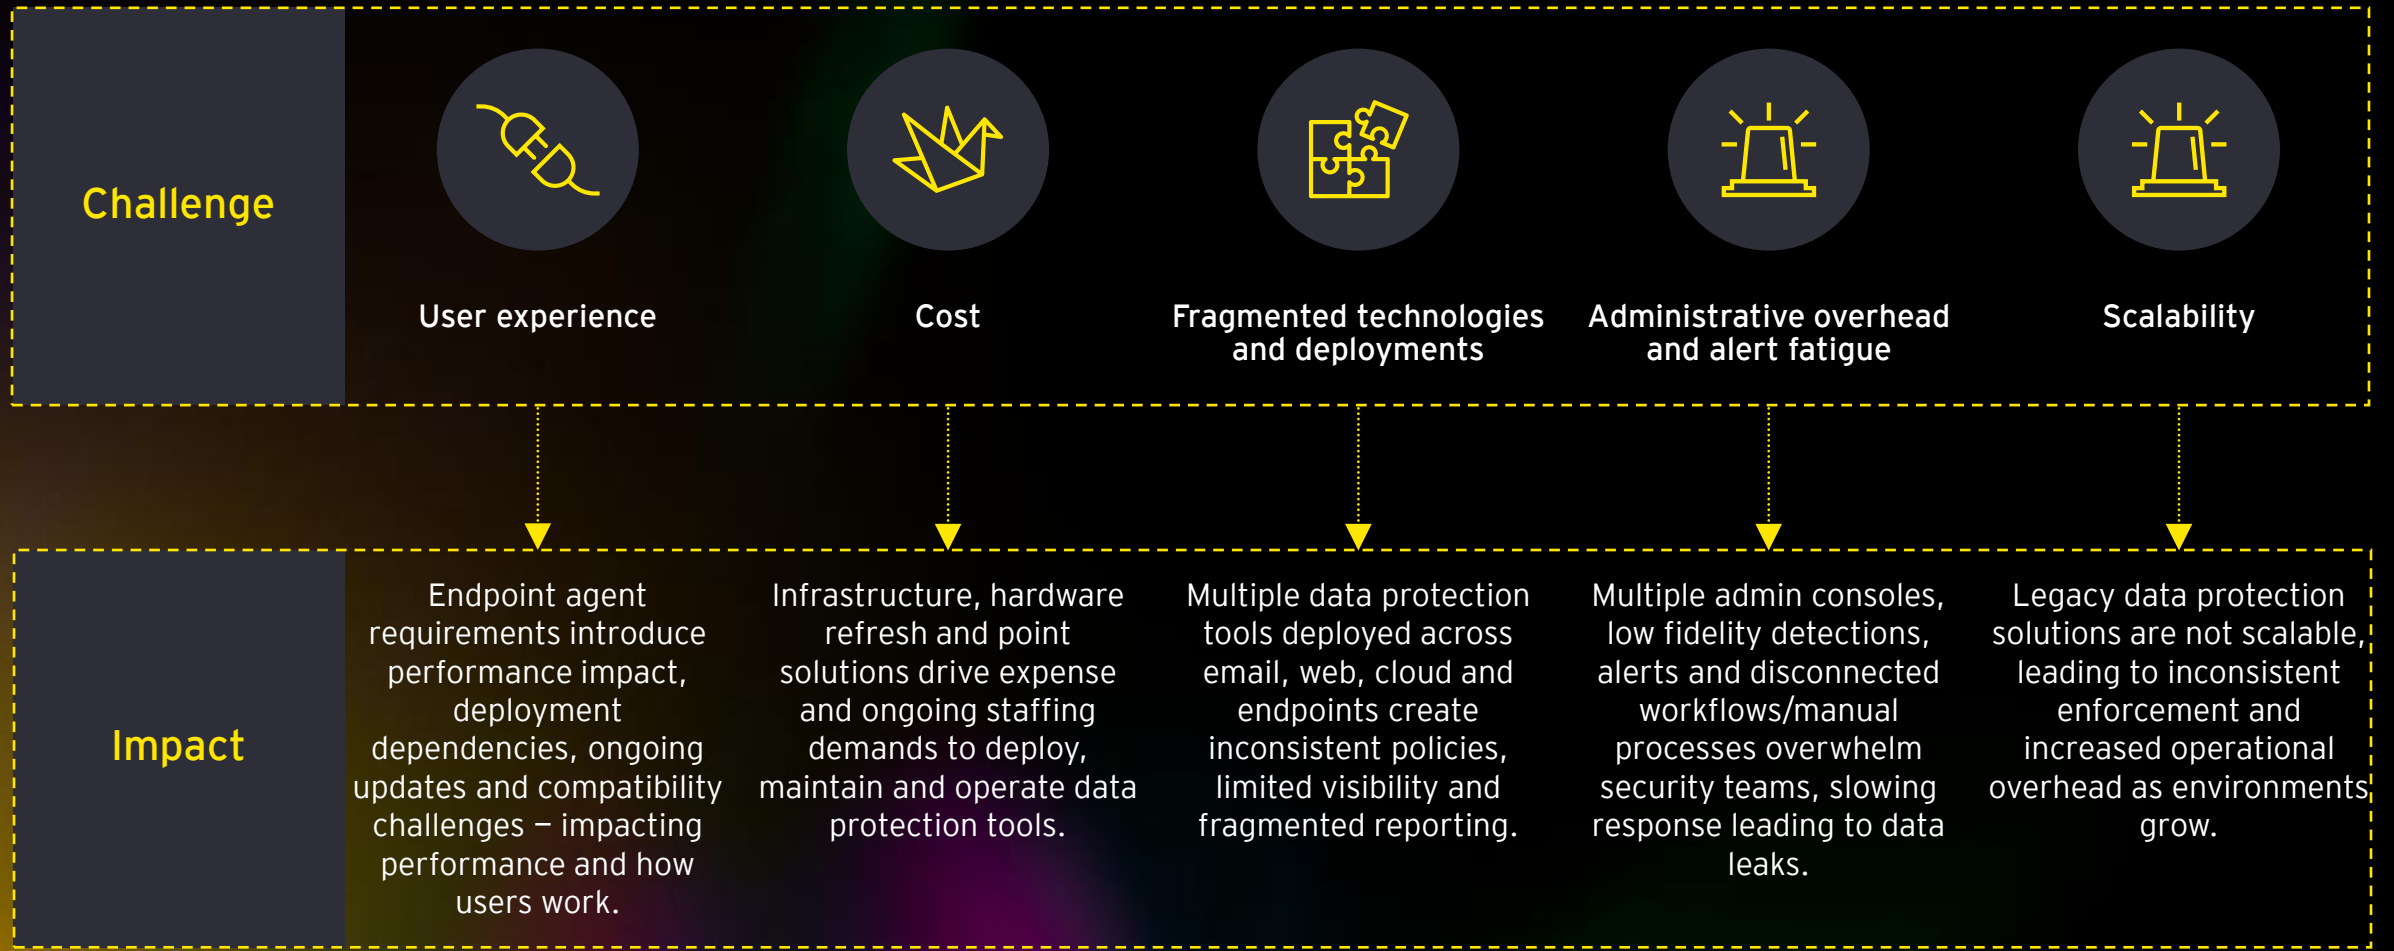 Challenge
User experience
Cost
Fragmented technologies
and deployments
Administrative overhead
and alert fatigue
Scalability
Impact
Endpoint agent
requirements introduce
performance impact,
deployment
dependencies, ongoing
updates and compatibility
challenges – impacting
performance and how
users work.
Infrastructure, hardware
refresh and point
solutions drive expense
and ongoing staffing
demands to deploy,
maintain and operate data
protection tools.
Multiple data protection
tools deployed across
email, web, cloud and
endpoints create
inconsistent policies,
limited visibility and
fragmented reporting.
Multiple admin consoles,
low fidelity detections,
alerts and disconnected
workflows/manual
processes overwhelm
security teams, slowing
response leading to data
leaks.
Legacy data protection
solutions are not scalable,
leading to inconsistent
enforcement and
increased operational
overhead as environments
grow.